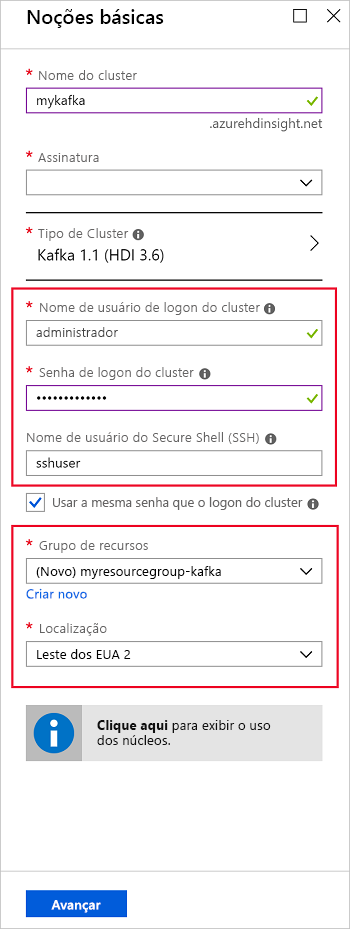 Noções básicas
* Nome do cluster
mykafka
.azurehdinsight.net
* Assinatura
* Tipo de Cluster
Kafka 1.1 (HDI 3.6)
* Nome de usuário de logon do cluster
administrador
* Senha de logon do cluster
•••••••••••••
Nome de usuário do Secure Shell (SSH)
sshuser
Usar a mesma senha que o logon do cluster
* Grupo de recursos
(Novo) myresourcegroup-kafka
Criar novo
* Localização
Leste dos EUA 2
Clique aqui para exibir o uso
dos núcleos.
Avançar